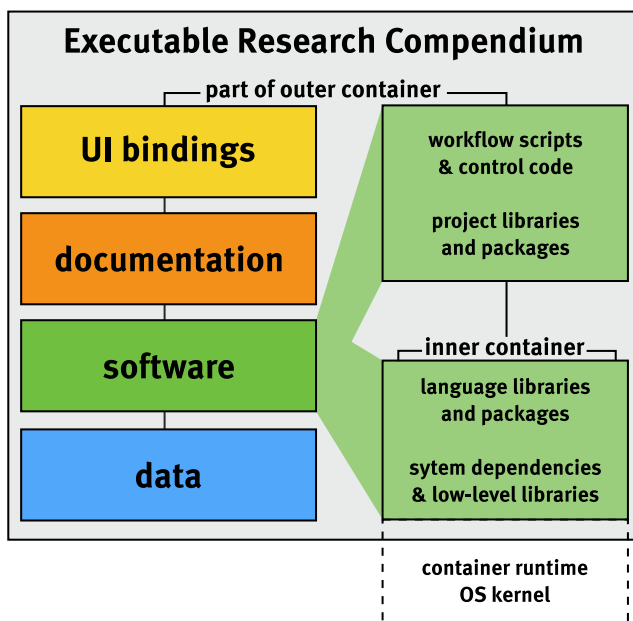 Executable Research Compendium
part of outer container
UI bindings
documentation
software
data
workflow scripts
& control code
project libraries
and packages
inner container
language libraries
and packages
sytem dependencies
& low-level libraries
container runtime
OS kernel